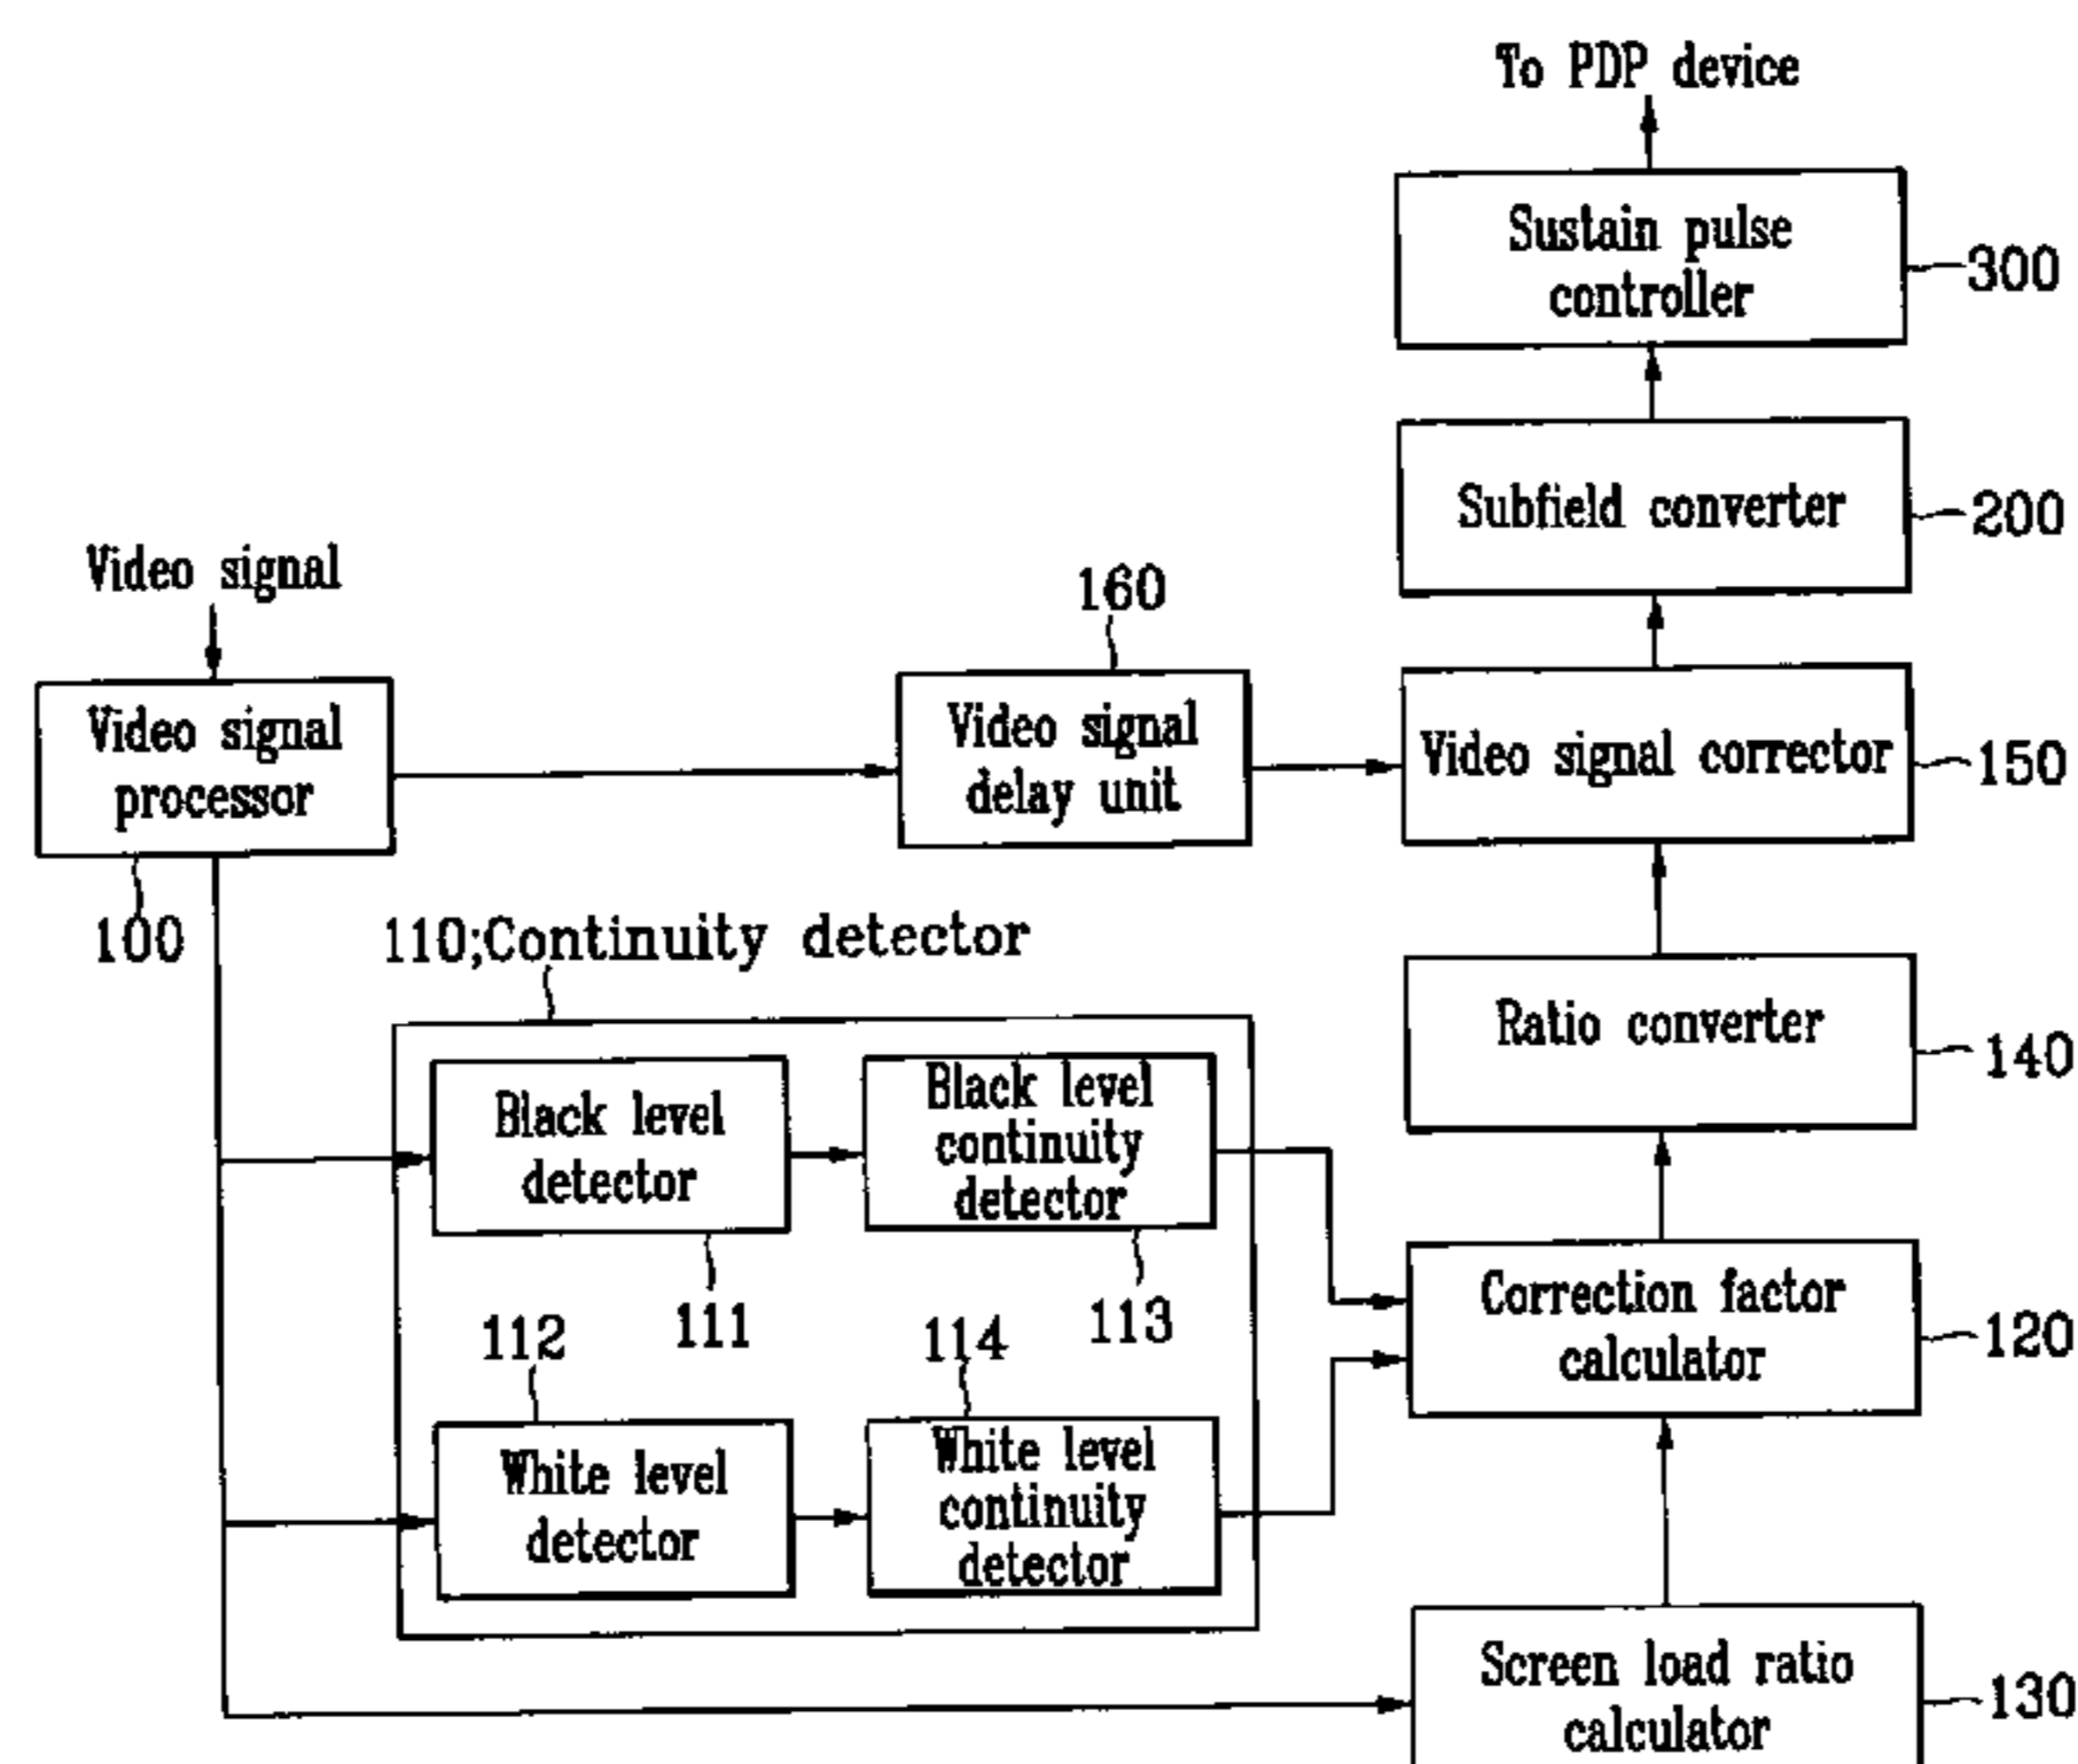 To PDP device
Sustain pulse
controller
300
Subfield converter
200
Video signal
160
Video signal
processor
Video signal
delay unit
Video signal corrector
150
100
110;Continuity detector
Ratio converter
140
Black level
detector
Black level
continuity
detector
111
113
Correction factor
calculator
120
112
114
White level
detector
White level
continuity
detector
Screen load ratio
calculator
130